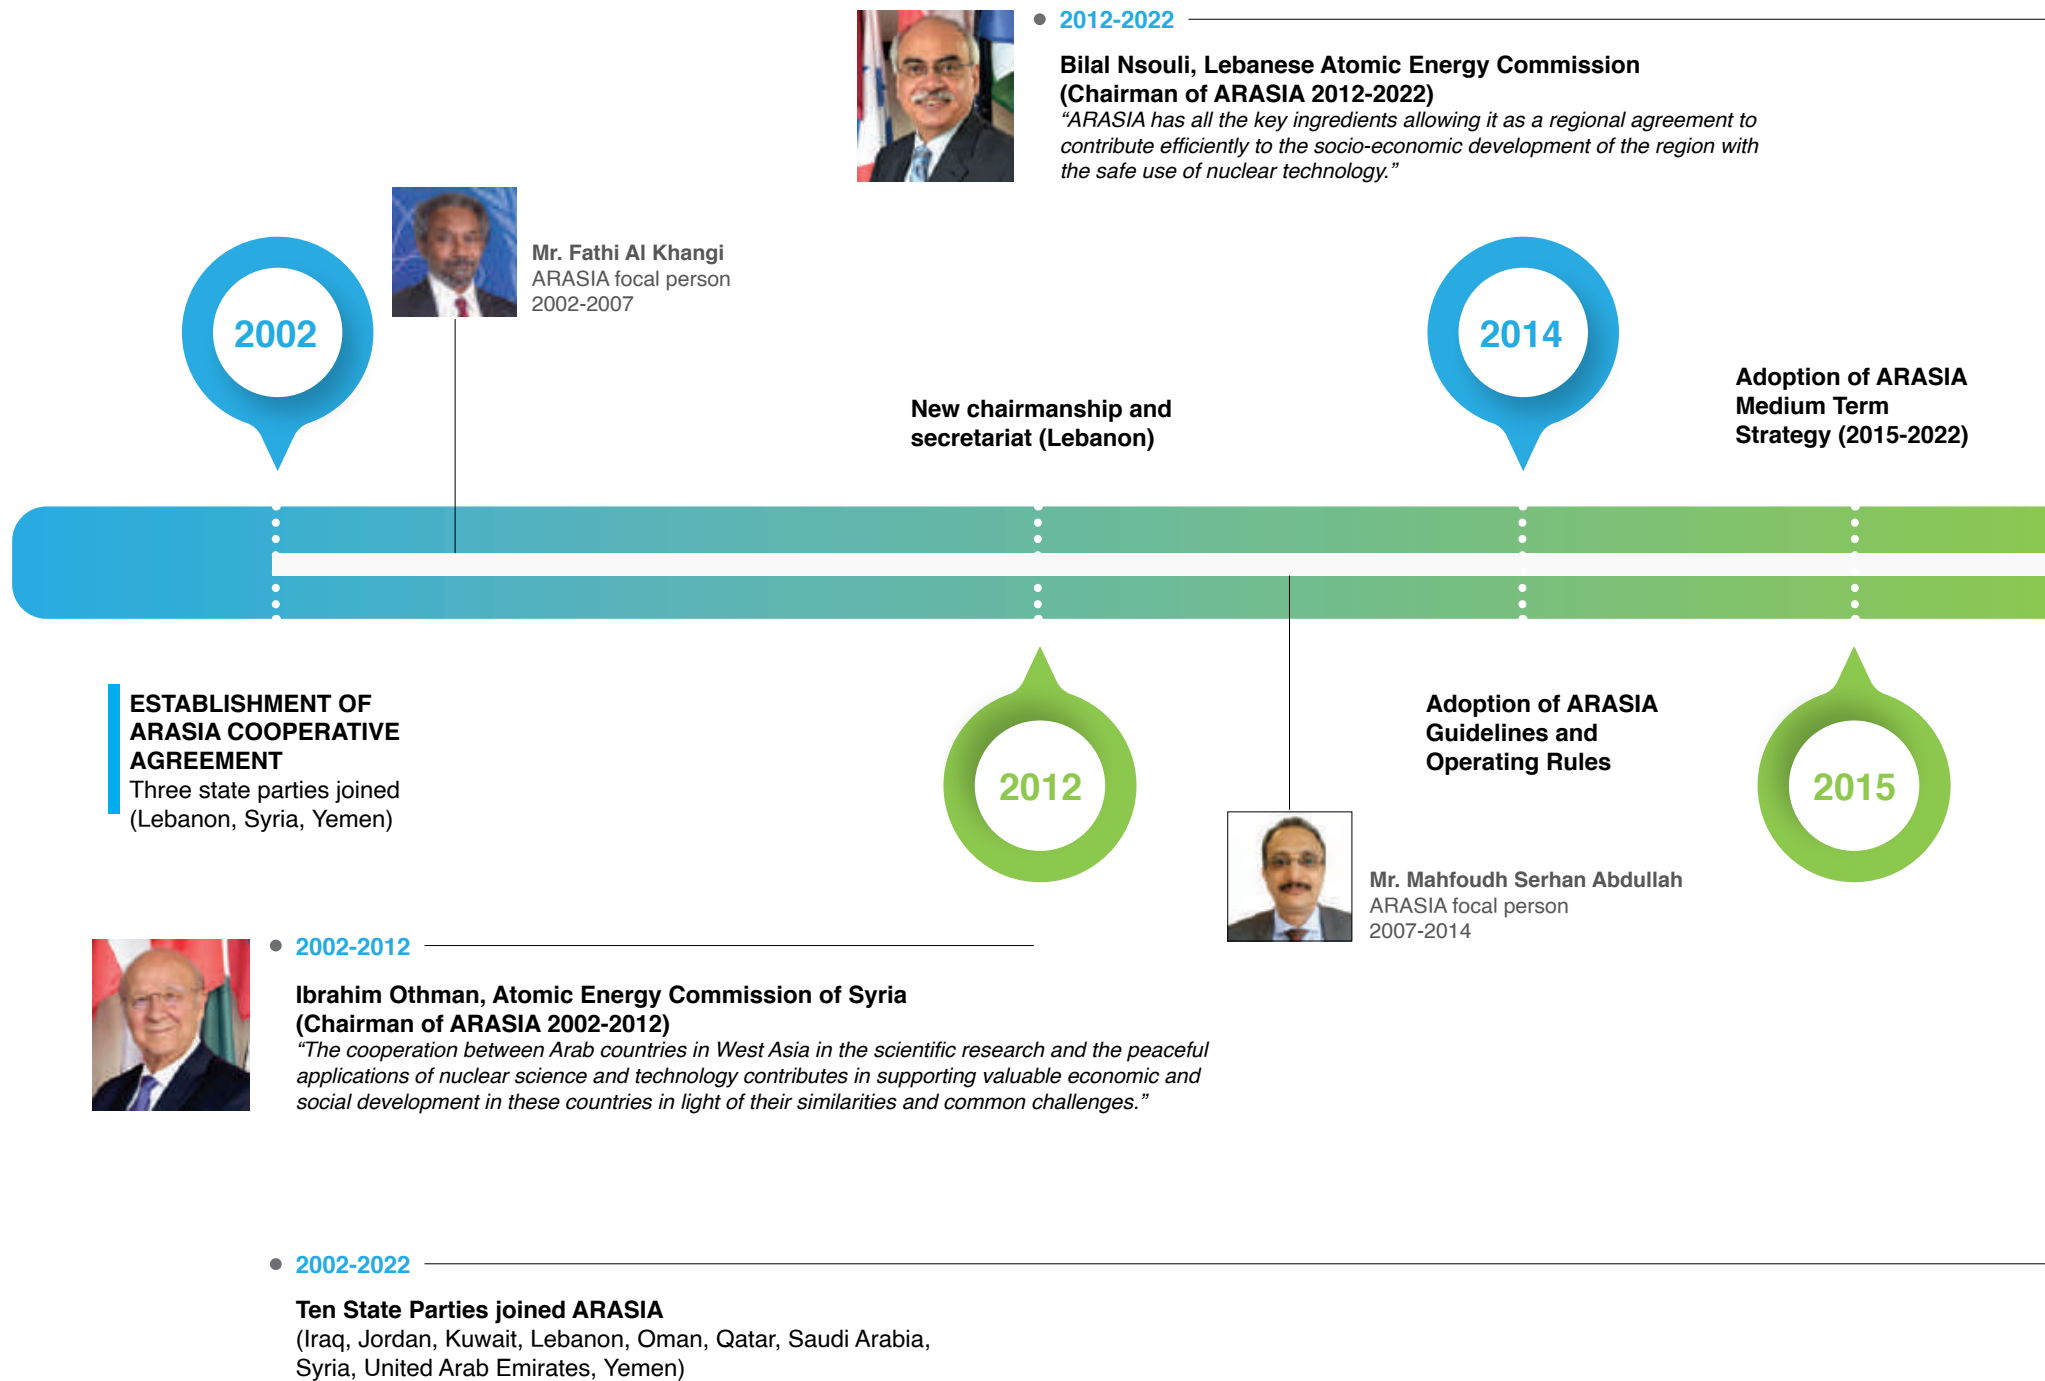 2012-2022
Bilal Nsouli, Lebanese Atomic Energy Commission
(Chairman of ARASIA 2012-2022)
“ARASIA has all the key ingredients allowing it as a regional agreement to
contribute efficiently to the socio-economic development of the region with
the safe use of nuclear technology.”
Mr. Fathi Al Khangi
ARASIA focal person
2002-2007
2002
2014
New chairmanship and
secretariat (Lebanon)
Adoption of ARASIA
Medium Term
Strategy (2015-2022)
ESTABLISHMENT OF
ARASIA COOPERATIVE
AGREEMENT
Three state parties joined
(Lebanon, Syria, Yemen)
2012
Adoption of ARASIA
Guidelines and
Operating Rules
2015
Mr. Mahfoudh Serhan Abdullah
ARASIA focal person
2007-2014
2002-2012
Ibrahim Othman, Atomic Energy Commission of Syria
(Chairman of ARASIA 2002-2012)
“The cooperation between Arab countries in West Asia in the scientific research and the peaceful
applications of nuclear science and technology contributes in supporting valuable economic and
social development in these countries in light of their similarities and common challenges.”
2002-2022
Ten State Parties joined ARASIA
(Iraq, Jordan, Kuwait, Lebanon, Oman, Qatar, Saudi Arabia,
Syria, United Arab Emirates, Yemen)